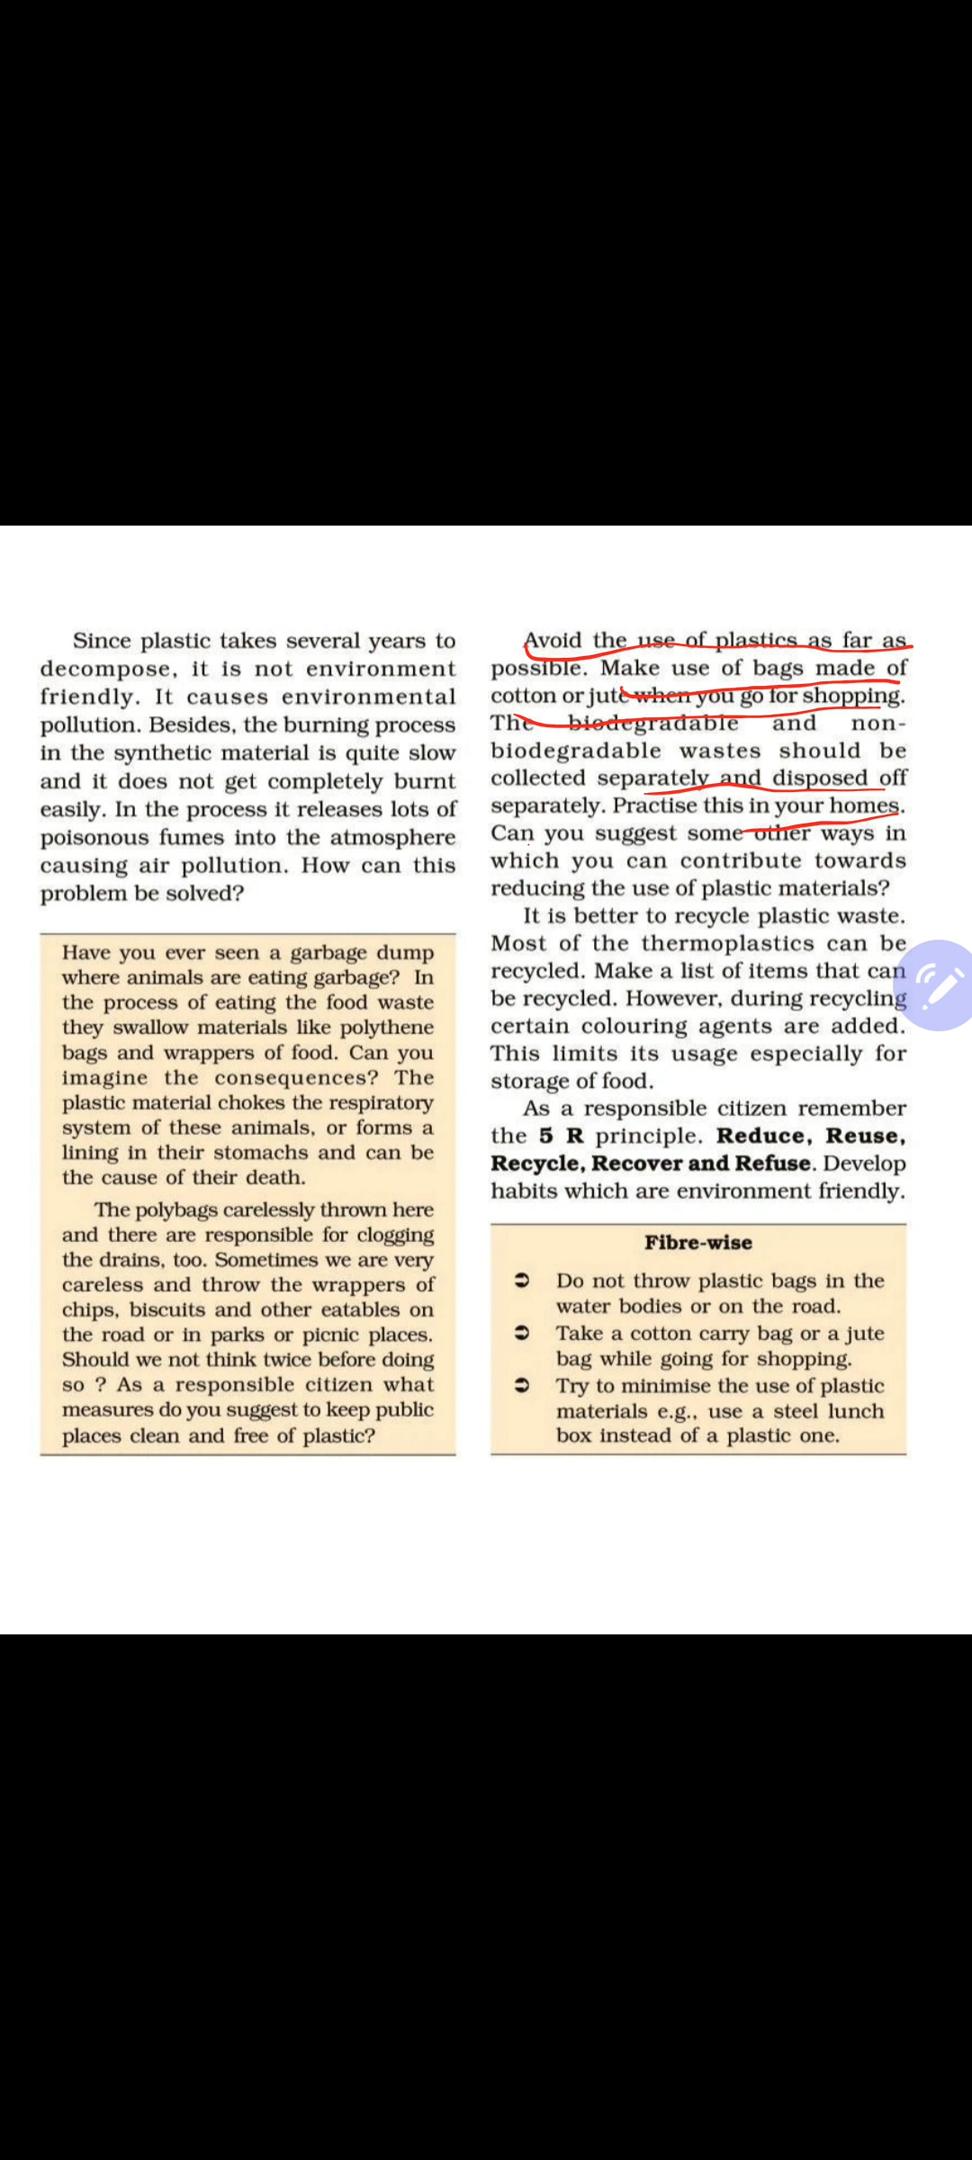 Since plastic takes several years to
decompose, it is not environment
friendly. It causes environmental
pollution. Besides, the burning process
in the synthetic material is quite slow
and it does not get completely burnt
easily. In the process it releases lots of
poisonous fumes into the atmosphere
causing air pollution. How can this
problem be solved?
Have you ever seen a garbage dump
where animals are eating garbage? In
the process of eating the food waste
they swallow materials like polythene
bags and wrappers of food. Can you
imagine the consequences? The
plastic material chokes the respiratory
system of these animals, or forms a
lining in their stomachs and can be
the cause of their death.
The polybags carelessly thrown here
and there are responsible for clogging
the drains, too. Sometimes we are very
careless and throw the wrappers of
chips, biscuits and other eatables on
the road or in parks or picnic places.
Should we not think twice before doing
so ? As a responsible citizen what
measures do you suggest to keep public
places clean and free of plastic?
Avoid the use of plastics as far as
possible. Make use of bags made of
cotton or jute when you go for shopping.
The biodegradable and non-
biodegradable wastes should be
collected separately and disposed off
separately. Practise this in your homes.
Can you suggest some other ways in
which you can contribute towards
reducing the use of plastic materials?
It is better to recycle plastic waste.
Most of the thermoplastics can be
recycled. Make a list of items that can
be recycled. However, during recycling
certain colouring agents are added.
This limits its usage especially for
storage of food.
As a responsible citizen remember
the 5 R principle. Reduce, Reuse,
Recycle, Recover and Refuse. Develop
habits which are environment friendly.
Fibre-wise
➲ Do not throw plastic bags in the
water bodies or on the road.
➲ Take a cotton carry bag or a jute
bag while going for shopping.
➲ Try to minimise the use of plastic
materials e.g., use a steel lunch
box instead of a plastic one.